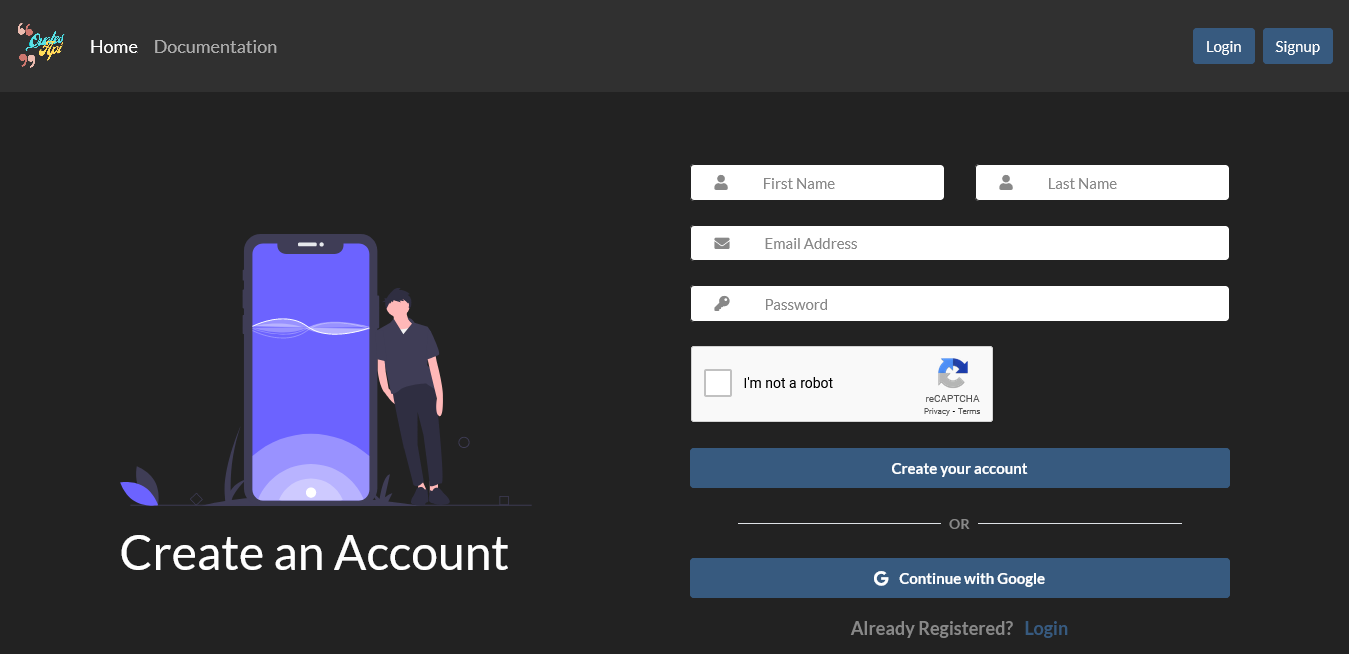 Quotes
Api
Home Documentation
Login Signup
First Name Last Name
Email Address
Password
I'm not a robot
reCAPTCHA
Privacy - Terms
Create your account
OR
Continue with Google
Already Registered? Login
Create an Account